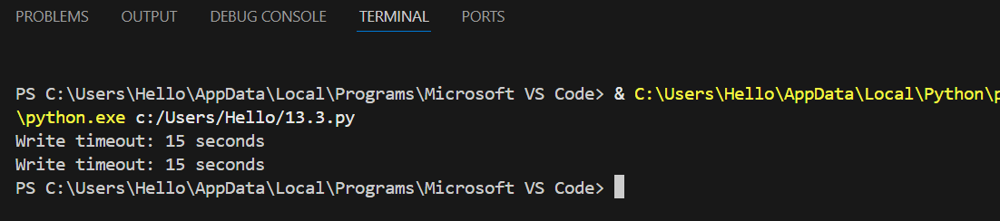 PROBLEMS OUTPUT DEBUG CONSOLE TERMINAL PORTS
PS C:\Users\Hello\AppData\Local\Programs\Microsoft VS Code> & C:\Users\Hello\AppData\Local\Python\p
\python.exe c:/Users/Hello/13.3.py
Write timeout: 15 seconds
Write timeout: 15 seconds
PS C:\Users\Hello\AppData\Local\Programs\Microsoft VS Code>